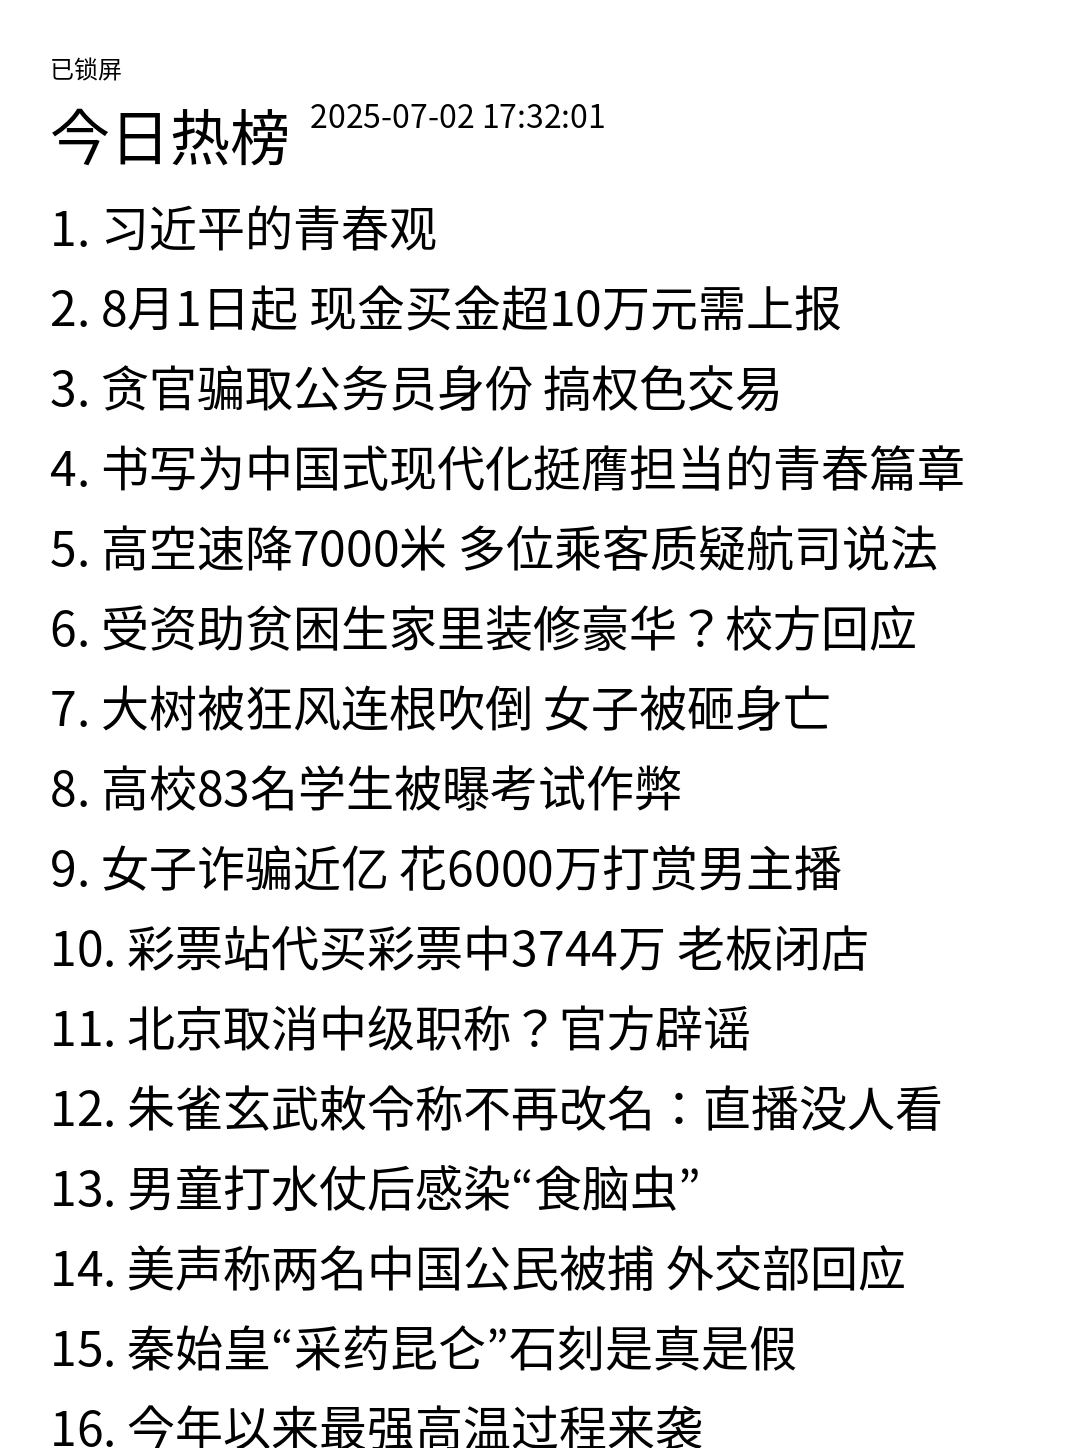 已锁屏
今日热榜 2025-07-02 17:32:01
1. 习近平的青春观
2. 8月1日起 现金买金超10万元需上报
3. 贪官骗取公务员身份 搞权色交易
4. 书写为中国式现代化挺膺担当的青春篇章
5. 高空速降7000米 多位乘客质疑航司说法
6. 受资助贫困生家里装修豪华？校方回应
7. 大树被狂风连根吹倒 女子被砸身亡
8. 高校83名学生被曝考试作弊
9. 女子诈骗近亿 花6000万打赏男主播
10. 彩票站代买彩票中3744万 老板闭店
11. 北京取消中级职称？官方辟谣
12. 朱雀玄武敕令称不再改名：直播没人看
13. 男童打水仗后感染“食脑虫”
14. 美声称两名中国公民被捕 外交部回应
15. 秦始皇“采药昆仑”石刻是真是假
16. 今年以来最强高温过程来袭